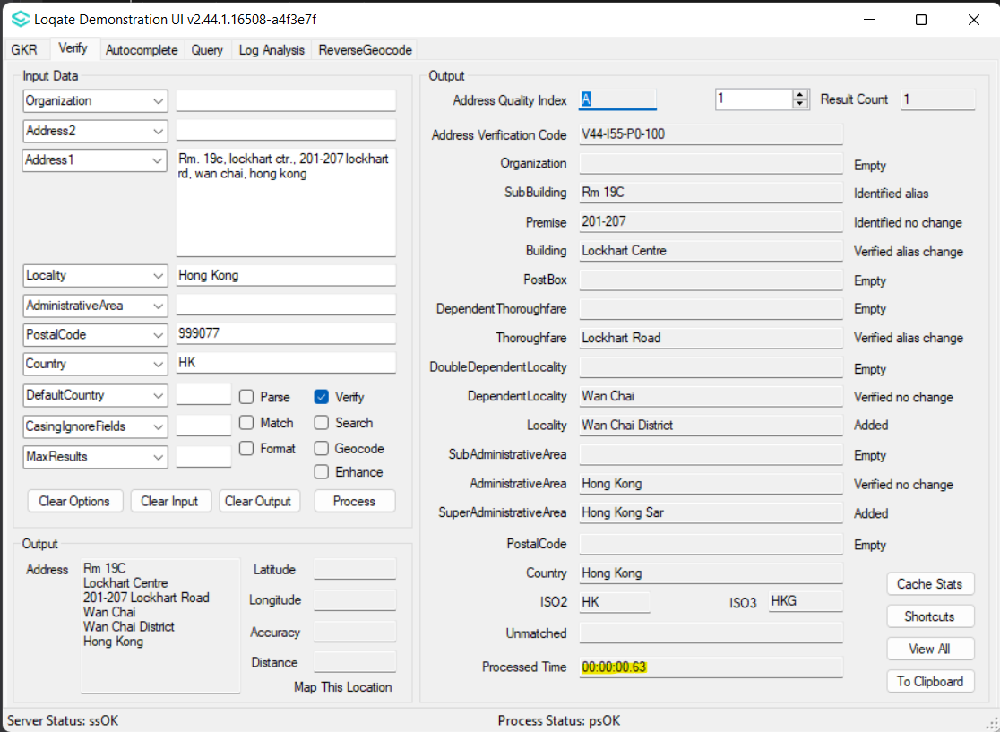 Loqate Demonstration UI v2.44.1.16508-a4f3e7f
GKR Verify Autocomplete Query Log Analysis ReverseGeocode
Input Data
Organization
Address2
Address1 Rm. 19c, lockhart ctr., 201-207 lockhart
rd, wan chai, hong kong
Locality Hong Kong
AdministrativeArea
PostalCode 999077
Country HK
DefaultCountry Parse Verify
CasingIgnoreFields Match Search
MaxResults Format Geocode
Enhance
Clear Options Clear Input Clear Output Process
Output
Address Rm 19C
Lockhart Centre
201-207 Lockhart Road
Wan Chai
Wan Chai District
Hong Kong
Latitude
Longitude
Accuracy
Distance
Map This Location
Output
Address Quality Index A 1 Result Count 1
Address Verification Code V44-I55-P0-100
Organization Empty
SubBuilding Rm 19C Identified alias
Premise 201-207 Identified no change
Building Lockhart Centre Verified alias change
PostBox Empty
DependentThoroughfare Empty
Thoroughfare Lockhart Road Verified alias change
DoubleDependentLocality Empty
DependentLocality Wan Chai Verified no change
Locality Wan Chai District Added
SubAdministrativeArea Empty
AdministrativeArea Hong Kong Verified no change
SuperAdministrativeArea Hong Kong Sar Added
PostalCode Empty
Country Hong Kong
ISO2 HK ISO3 HKG
Unmatched
Processed Time 00:00:00.63
Cache Stats
Shortcuts
View All
To Clipboard
Server Status: ssOK Process Status: psOK